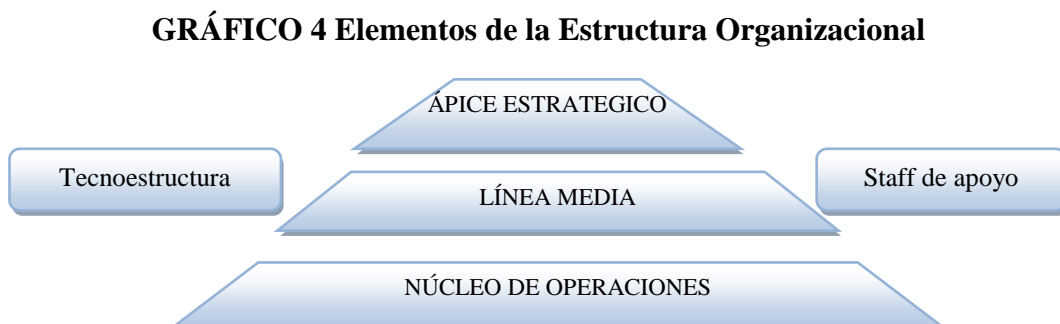 GRÁFICO 4 Elementos de la Estructura Organizacional
ÁPICE ESTRATEGICO
Tecnoestructura
Staff de apoyo
LÍNEA MEDIA
NÚCLEO DE OPERACIONES